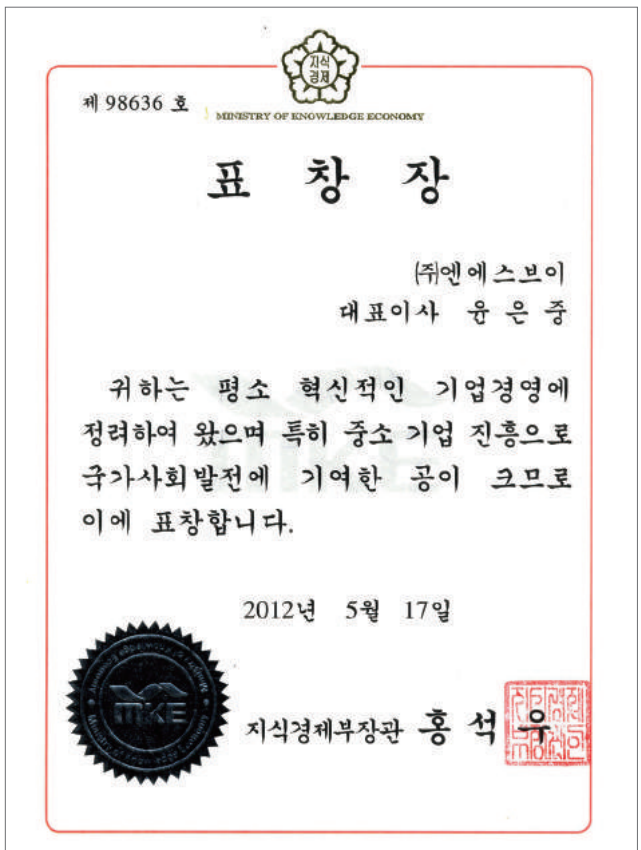 지식
경제
제 98636 호
MINISTRY OF KNOWLEDGE ECONOMY
표 창 장
㈜엔에스브이
대표이사 윤 은 중
귀하는 평소 혁신적인 기업경영에
정려하여 왔으며 특히 중소 기업 진흥으로
국가사회발전에 기여한 공이 크므로
이에 표창합니다.
2012년 5월 17일
MKE
Ministry of Knowledge Economy
지식경제부장관 홍 석 우